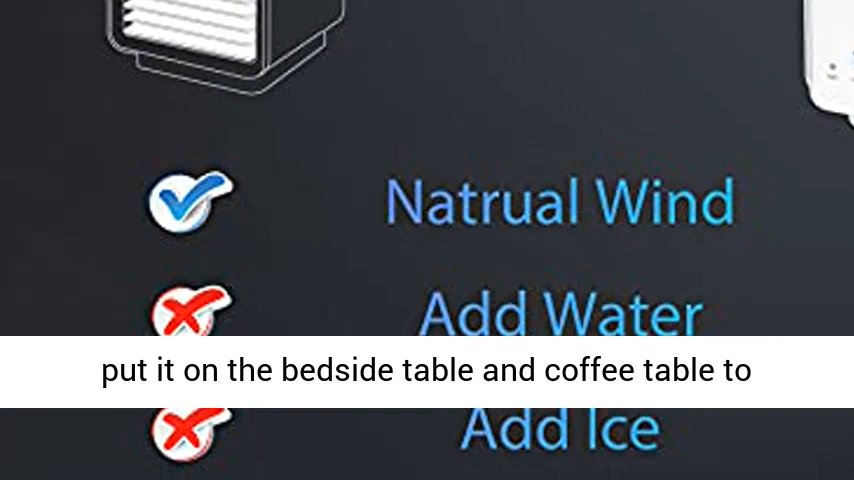 Natrual Wind
Add Water
put it on the bedside table and coffee table to
Add Ice